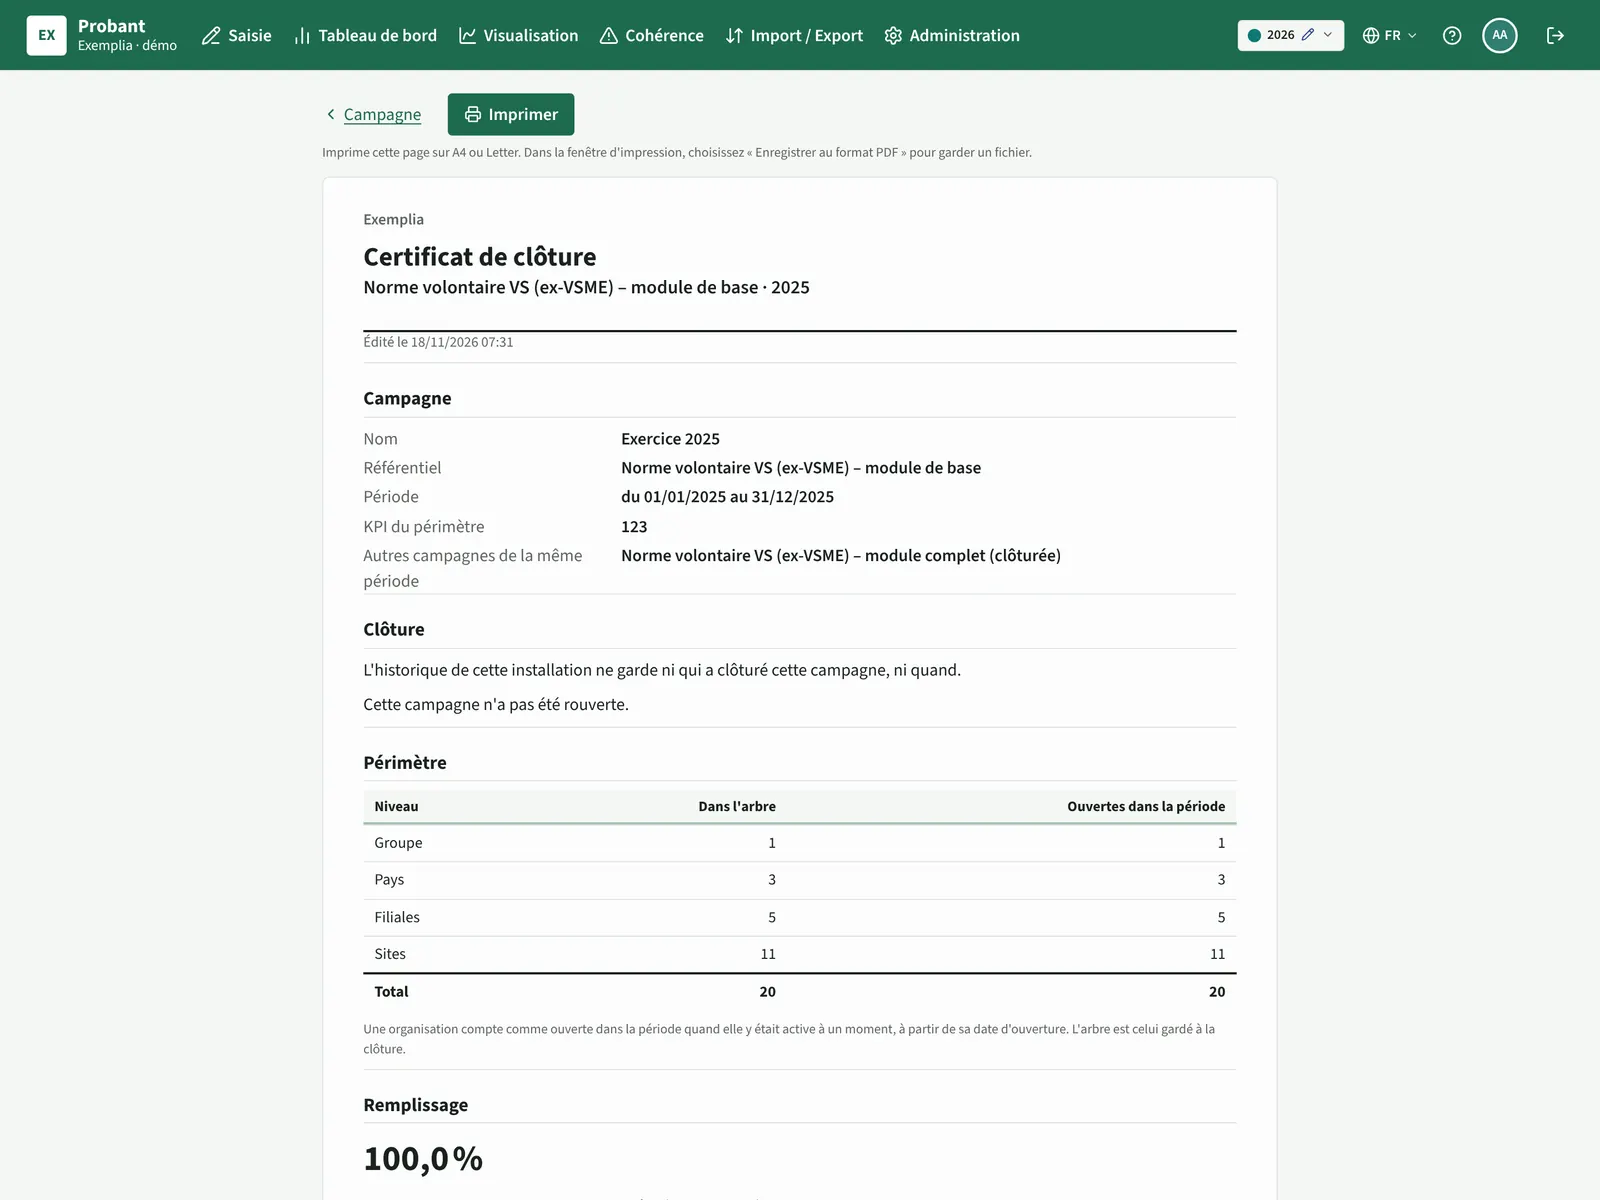 EX
Probant
Exemplia · démo
Saisie
Tableau de bord
Visualisation
Cohérence
Import / Export
Administration
2026
FR
AA
Campagne
Imprimer
Imprime cette page sur A4 ou Letter. Dans la fenêtre d'impression, choisissez « Enregistrer au format PDF » pour garder un fichier.
Exemplia
Certificat de clôture
Norme volontaire VS (ex-VSME) – module de base · 2025
Édité le 18/11/2026 07:31
Campagne
Nom Exercice 2025
Référentiel Norme volontaire VS (ex-VSME) – module de base
Période du 01/01/2025 au 31/12/2025
KPI du périmètre 123
Autres campagnes de la même Norme volontaire VS (ex-VSME) – module complet (clôturée)
période
Clôture
L'historique de cette installation ne garde ni qui a clôturé cette campagne, ni quand.
Cette campagne n'a pas été rouverte.
Périmètre
Niveau Dans l'arbre Ouvertes dans la période
Groupe 1 1
Pays 3 3
Filiales 5 5
Sites 11 11
Total 20 20
Une organisation compte comme ouverte dans la période quand elle y était active à un moment, à partir de sa date d'ouverture. L'arbre est celui gardé à la
clôture.
Remplissage
100,0 %